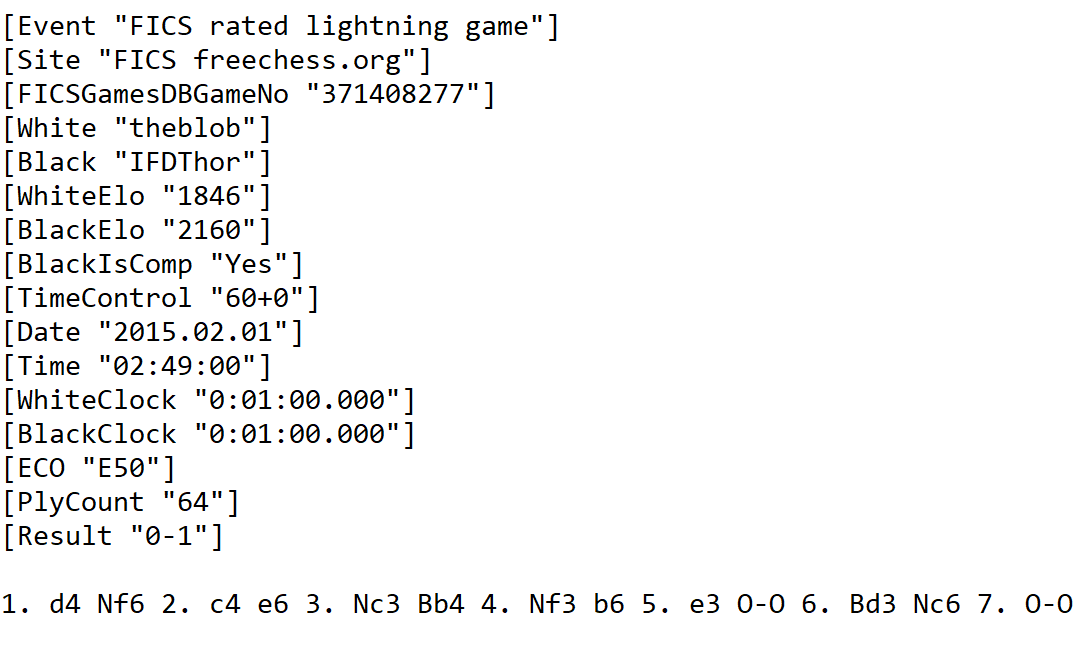 [Event "FICS rated lightning game"]
[Site "FICS freechess.org"]
[FICSGamesDBGameNo "371408277"]
[White "theblob"]
[Black "IFDThor"]
[WhiteElo "1846"]
[BlackElo "2160"]
[BlackIsComp "Yes"]
[TimeControl "60+0"]
[Date "2015.02.01"]
[Time "02:49:00"]
[WhiteClock "0:01:00.000"]
[BlackClock "0:01:00.000"]
[ECO "E50"]
[PlyCount "64"]
[Result "0-1"]
1. d4 Nf6 2. c4 e6 3. Nc3 Bb4 4. Nf3 b6 5. e3 O-O 6. Bd3 Nc6 7. O-O